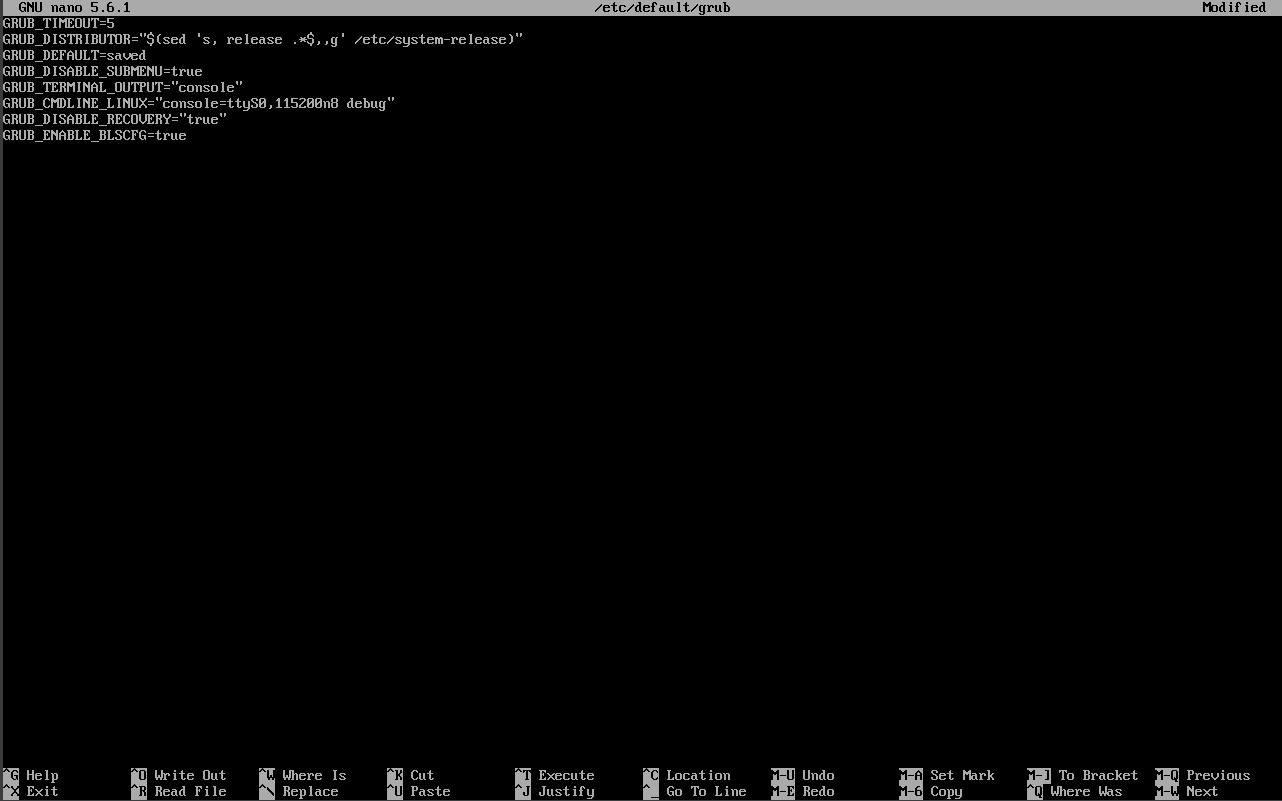 GNU nano 5.6.1 /etc/default/grub Modified
GRUB_TIMEOUT=5
GRUB_DISTRIBUTOR="$(sed 's, release .*$,,g' /etc/system-release)"
GRUB_DEFAULT=saved
GRUB_DISABLE_SUBMENU=true
GRUB_TERMINAL_OUTPUT="console"
GRUB_CMDLINE_LINUX="console=ttyS0,115200n8 debug"
GRUB_DISABLE_RECOVERY="true"
GRUB_ENABLE_BLSCFG=true
^G Help ^O Write Out ^W Where Is ^K Cut ^T Execute ^C Location M-U Undo M-A Set Mark M-] To Bracket M-Q Previous
^X Exit ^R Read File ^\ Replace ^U Paste ^J Justify ^_ Go To Line M-E Redo M-6 Copy ^Q Where Was M-W Next